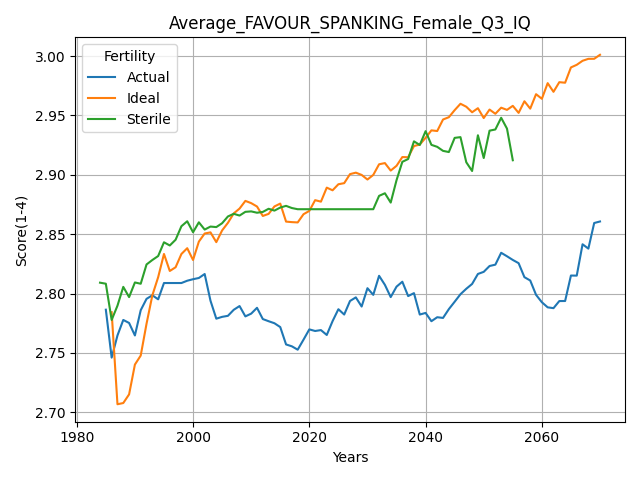 Average_FAVOUR_SPANKING_Female_Q3_IQ
Fertility
Actual
Ideal
Sterile
Score(1-4)
3.00
2.95
2.90
2.85
2.80
2.75
2.70
1980 2000 2020 2040 2060
Years